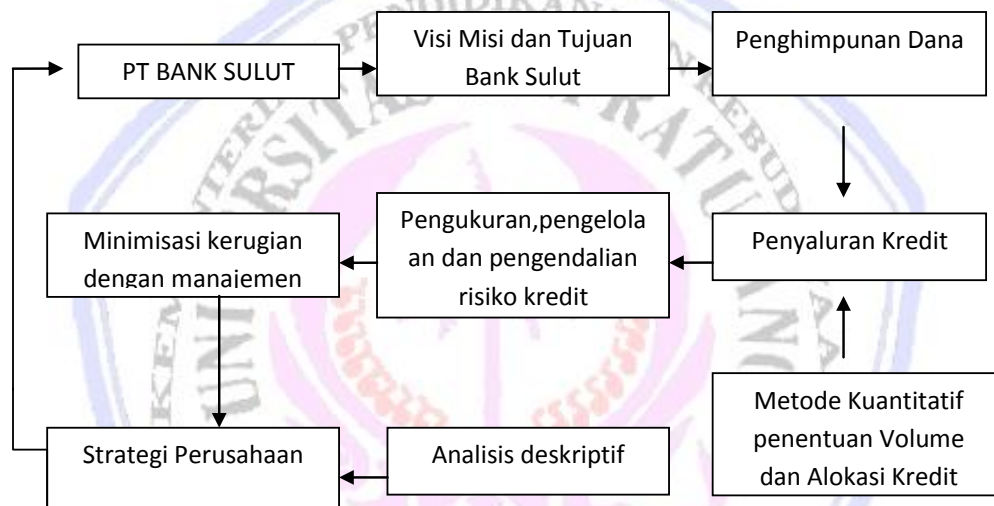 PT BANK SULUT
Visi Misi dan Tujuan
Bank Sulut
Penghimpunan Dana
Minimisasi kerugian
dengan manajemen
Pengukuran,pengelola
an dan pengendalian
risiko kredit
Penyaluran Kredit
Strategi Perusahaan
Analisis deskriptif
Metode Kuantitatif
penentuan Volume
dan Alokasi Kredit